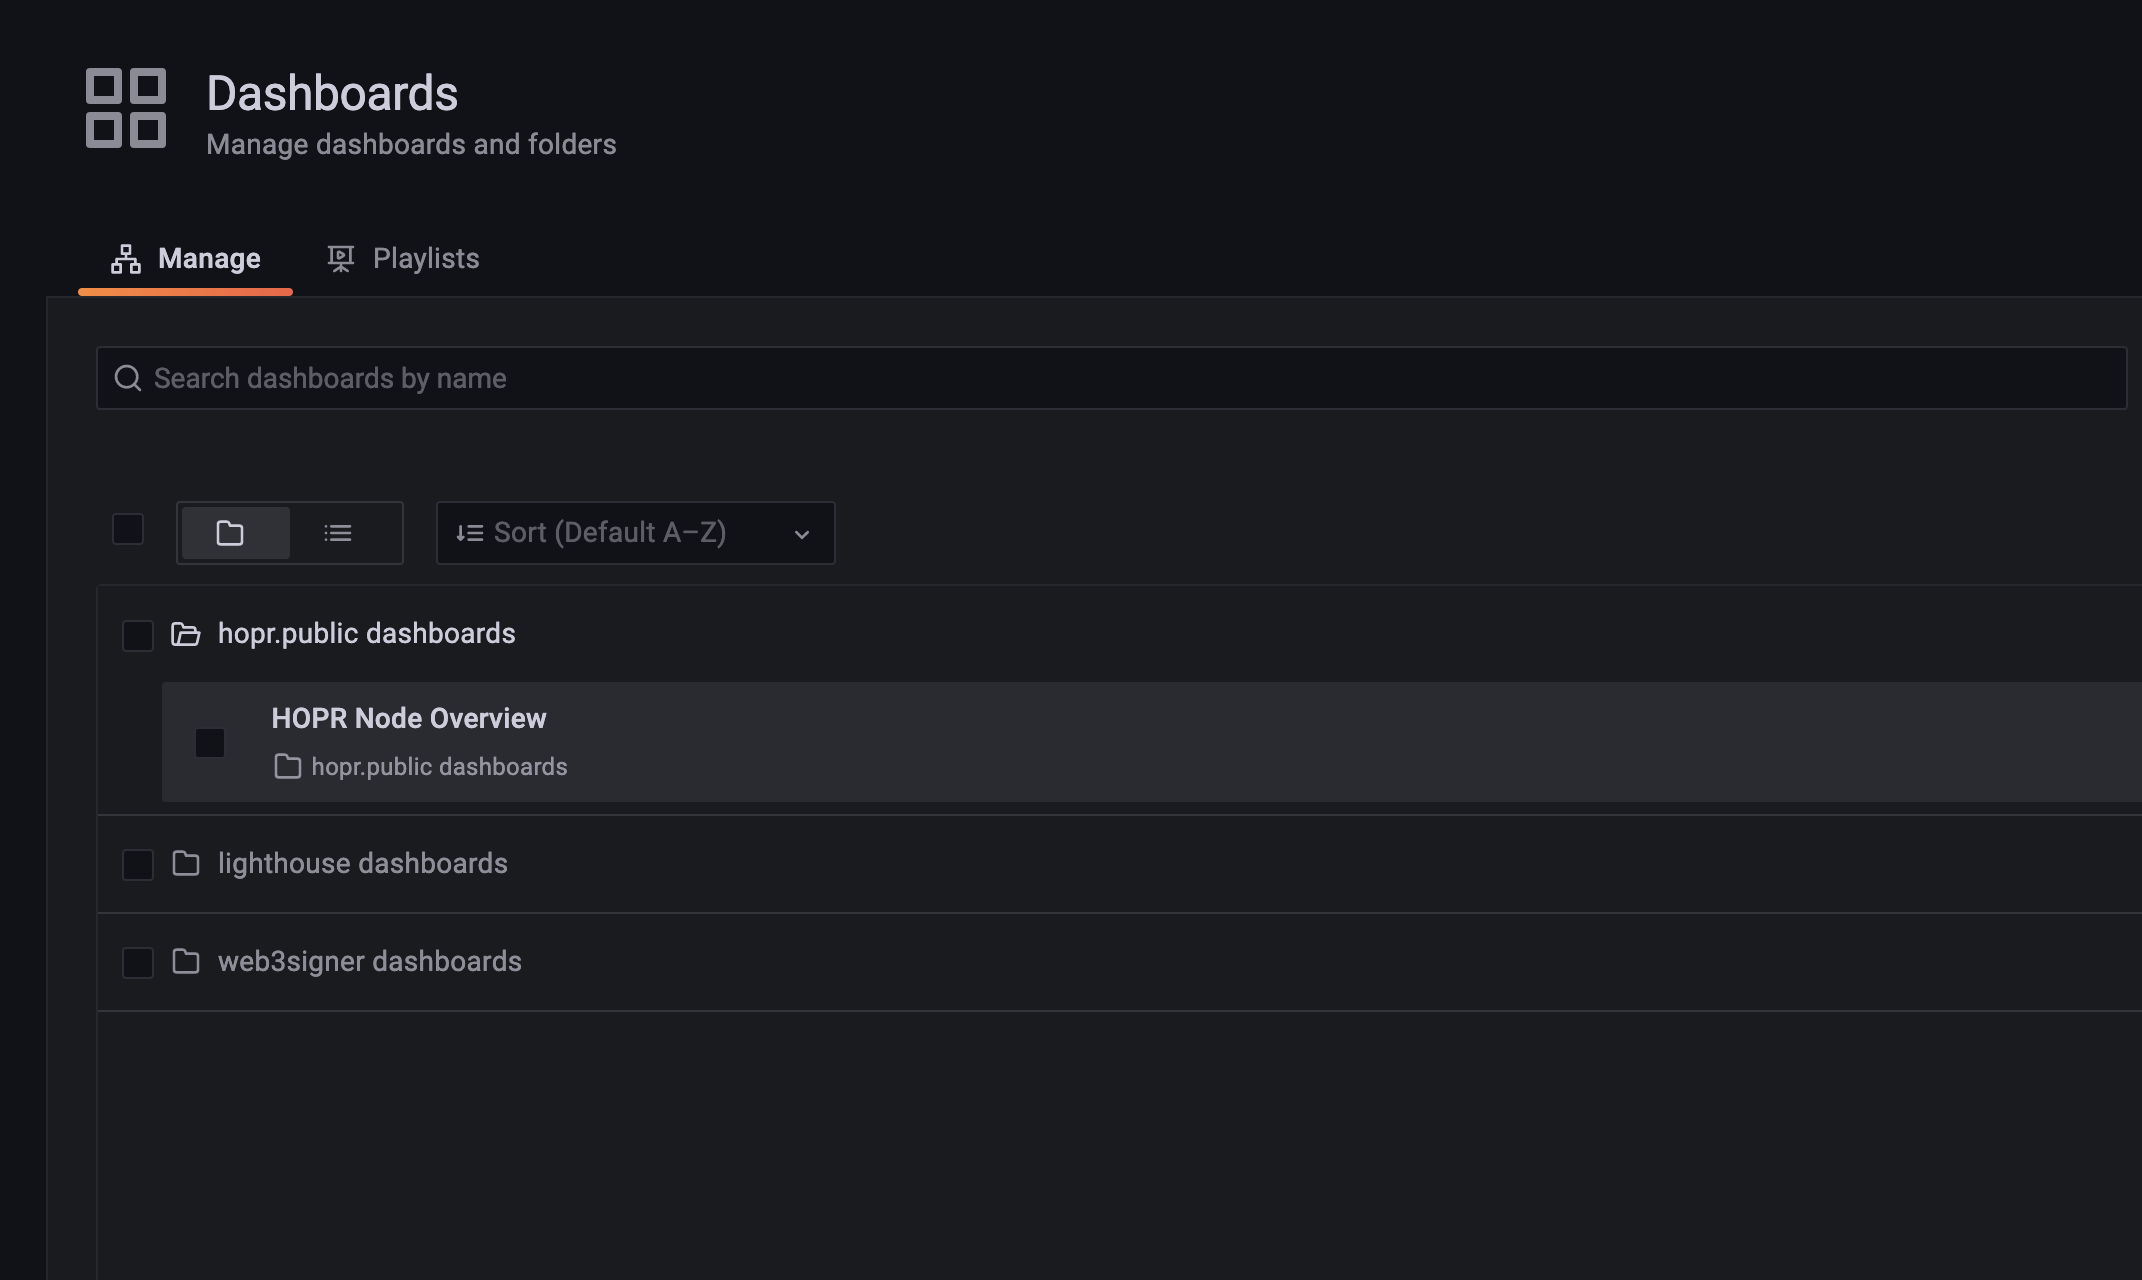 Dashboards
Manage dashboards and folders
Manage
Playlists
Search dashboards by name
Sort (Default A–Z)
hopr.public dashboards
HOPR Node Overview
hopr.public dashboards
lighthouse dashboards
web3signer dashboards